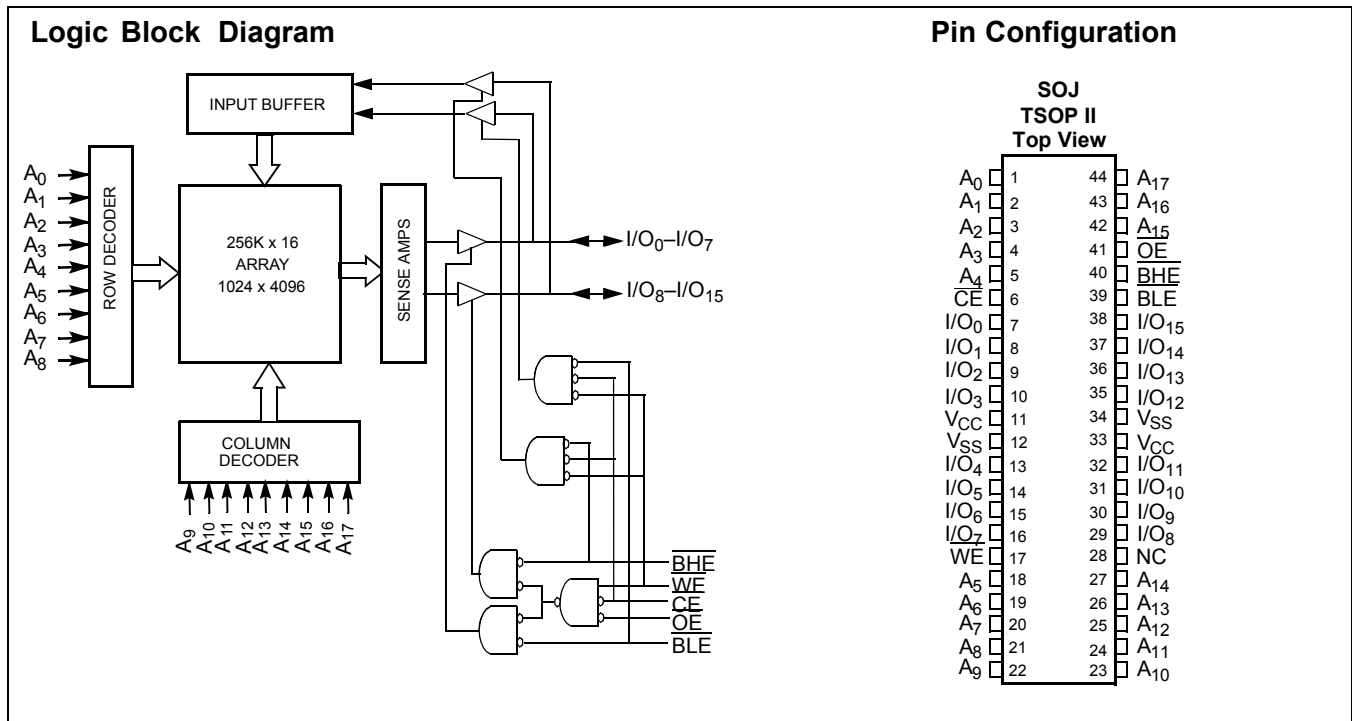 Logic Block Diagram
INPUT BUFFER
A0
A1
A2
A3
A4
A5
A6
A7
A8
ROW DECODER
256K x 16
ARRAY
1024 x 4096
SENSE AMPS
I/O0–I/O7
I/O8–I/O15
COLUMN
DECODER
A9
A10
A11
A12
A13
A14
A15
A16
A17
BHE
WE
CE
OE
BLE
Pin Configuration
SOJ
TSOP II
Top View
A0 1 44 A17
A1 2 43 A16
A2 3 42 A15
A3 4 41 OE
A4 5 40 BHE
CE 6 39 BLE
I/O0 7 38 I/O15
I/O1 8 37 I/O14
I/O2 9 36 I/O13
I/O3 10 35 I/O12
VCC 11 34 VSS
VSS 12 33 VCC
I/O4 13 32 I/O11
I/O5 14 31 I/O10
I/O6 15 30 I/O9
I/O7 16 29 I/O8
WE 17 28 NC
A5 18 27 A14
A6 19 26 A13
A7 20 25 A12
A8 21 24 A11
A9 22 23 A10